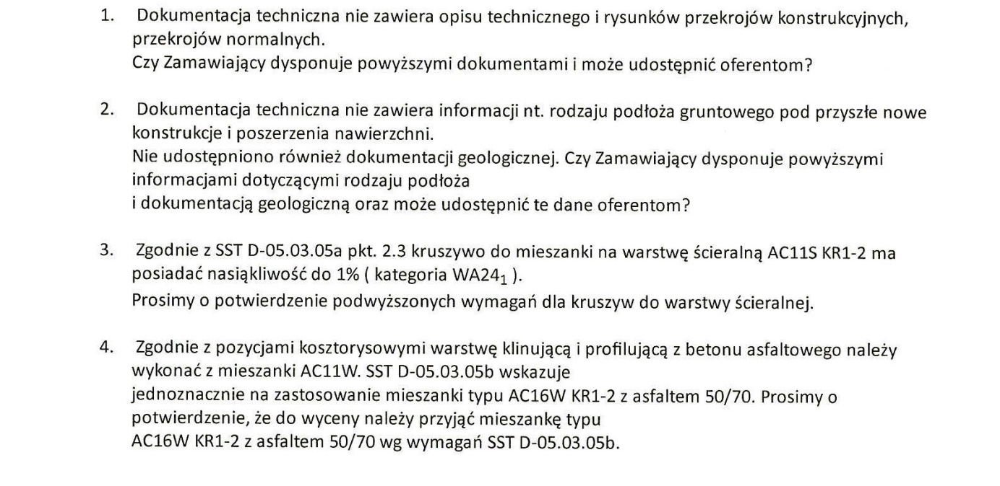 1. Dokumentacja techniczna nie zawiera opisu technicznego i rysunków przekrojów konstrukcyjnych,
przekrojów normalnych.
Czy Zamawiający dysponuje powyższymi dokumentami i może udostępnić oferentom?
2. Dokumentacja techniczna nie zawiera informacji nt. rodzaju podłoża gruntowego pod przyszłe nowe
konstrukcje i poszerzenia nawierzchni.
Nie udostępniono również dokumentacji geologicznej. Czy Zamawiający dysponuje powyższymi
informacjami dotyczącymi rodzaju podłoża
i dokumentacją geologiczną oraz może udostępnić te dane oferentom?
3. Zgodnie z SST D-05.03.05a pkt. 2.3 kruszywo do mieszanki na warstwę ścieralną AC11S KR1-2 ma
posiadać nasiąkliwość do 1% ( kategoria WA24₁ ).
Prosimy o potwierdzenie podwyższonych wymagań dla kruszyw do warstwy ścieralnej.
4. Zgodnie z pozycjami kosztorysowymi warstwę klinującą i profilującą z betonu asfaltowego należy
wykonać z mieszanki AC11W. SST D-05.03.05b wskazuje
jednoznacznie na zastosowanie mieszanki typu AC16W KR1-2 z asfaltem 50/70. Prosimy o
potwierdzenie, że do wyceny należy przyjąć mieszankę typu
AC16W KR1-2 z asfaltem 50/70 wg wymagań SST D-05.03.05b.